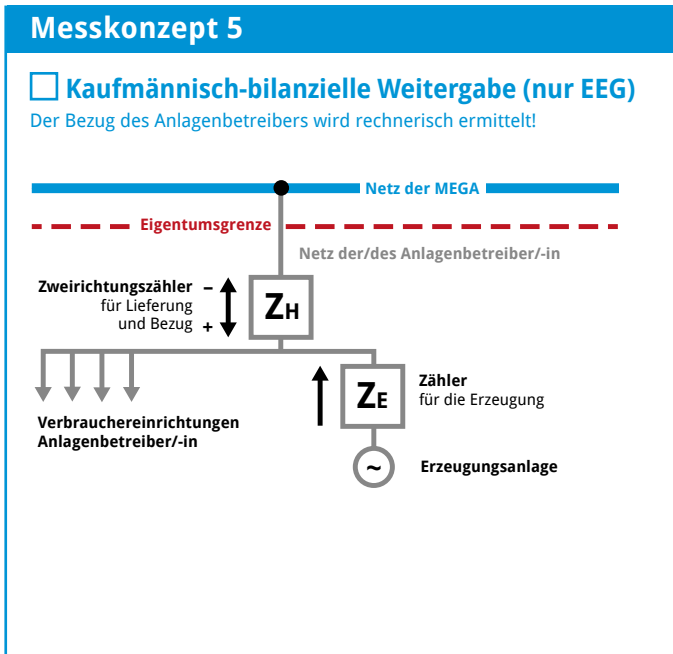 Messkonzept 5
Kaufmännisch-bilanzielle Weitergabe (nur EEG)
Der Bezug des Anlagenbetreibers wird rechnerisch ermittelt!
Netz der MEGA
Eigentumsgrenze
Netz der/des Anlagenbetreiber/-in
Zweirichtungszähler –
für Lieferung
und Bezug +
ZH
Zähler
für die Erzeugung
ZE
Verbrauchereinrichtungen
Anlagenbetreiber/-in
~
Erzeugungsanlage